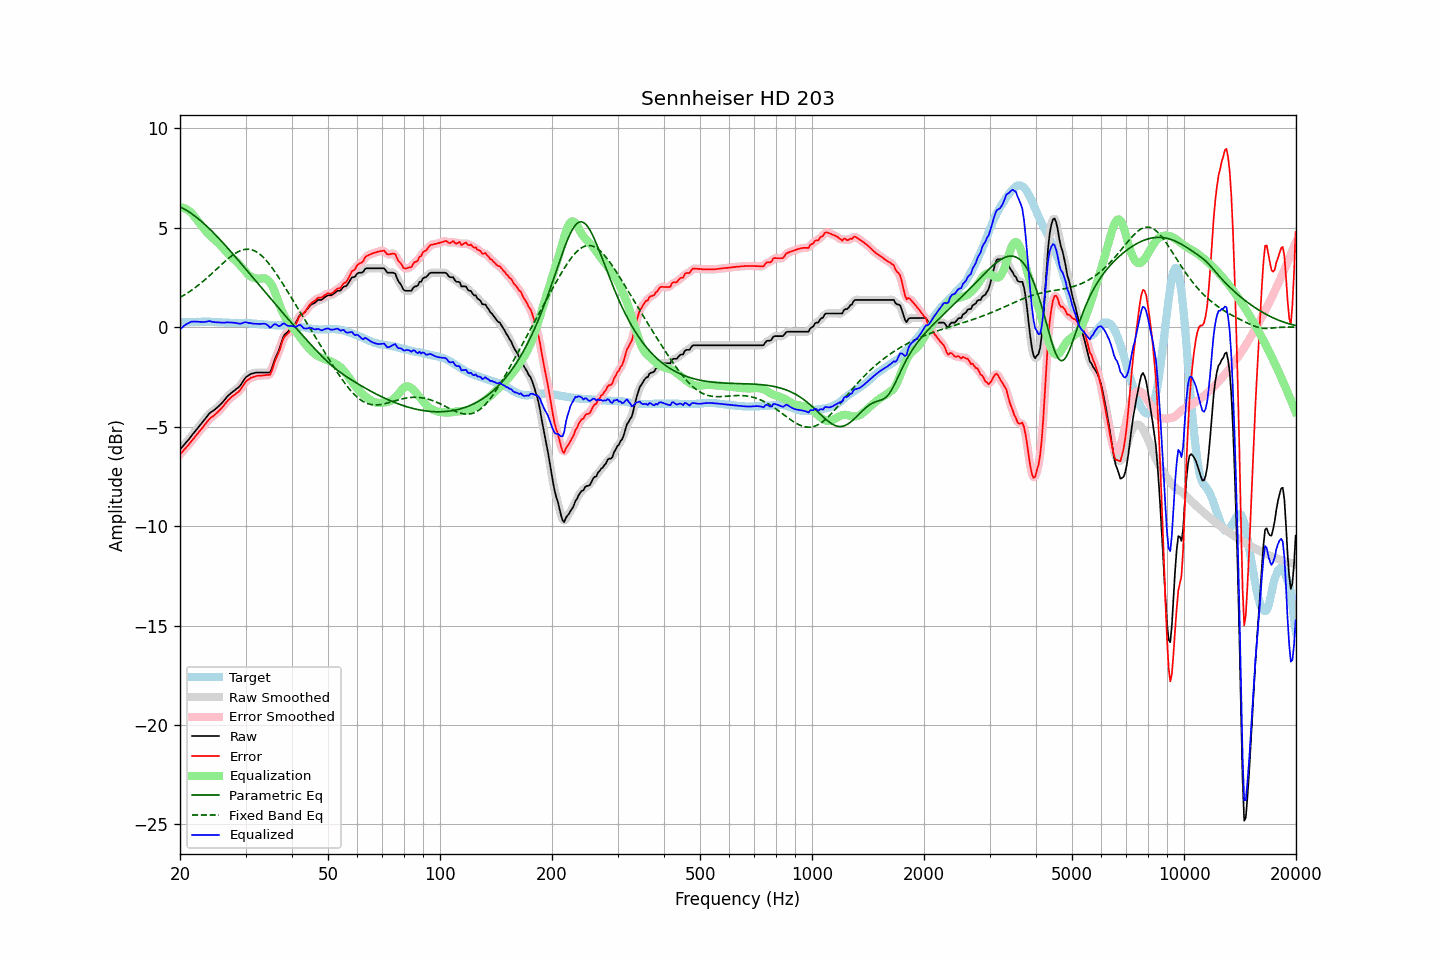 Sennheiser HD 203
Amplitude (dBr)
10
5
0
−5
−10
−15
−20
−25
Target
Raw Smoothed
Error Smoothed
Raw
Error
Equalization
Parametric Eq
Fixed Band Eq
Equalized
20 50 100 200 500 1000 2000 5000 10000 20000
Frequency (Hz)